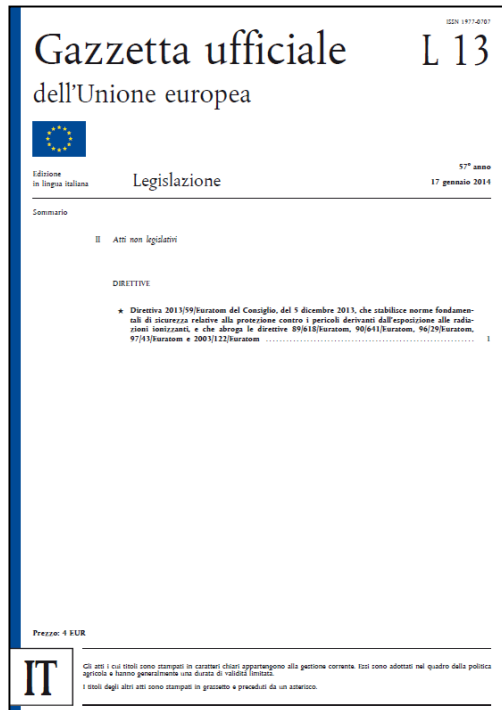 ISSN 1977-0707
Gazzetta ufficiale
L 13
dell'Unione europea
57° anno
Edizione
in lingua italiana
Legislazione
17 gennaio 2014
Sommario
II Atti non legislativi
DIRETTIVE
★ Direttiva 2013/59/Euratom del Consiglio, del 5 dicembre 2013, che stabilisce norme fondamen-
tali di sicurezza relative alla protezione contro i pericoli derivanti dall'esposizione alle radia-
zioni ionizzanti, e che abroga le direttive 89/618/Euratom, 90/641/Euratom, 96/29/Euratom,
97/43/Euratom e 2003/122/Euratom ............................................................. 1
Prezzo: 4 EUR
IT
Gli atti i cui titoli sono stampati in caratteri chiari appartengono alla gestione corrente. Essi sono adottati nel quadro della politica
agricola e hanno generalmente una durata di validità limitata.
I titoli degli altri atti sono stampati in grassetto e preceduti da un asterisco.